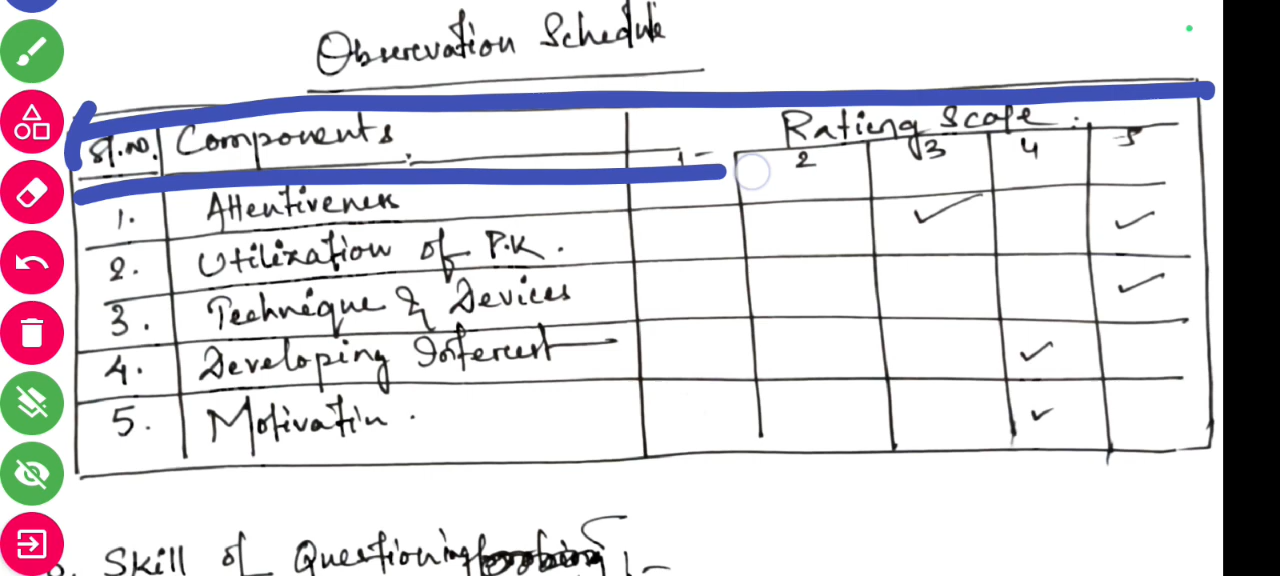 Observation Schedule
Sl.no. Components. Rating Scale :
1 2 3 4 5
1. Attentiveness ✓
2. Utilization of P.K. ✓
3. Technique & Devices ✓
4. Developing Interest ✓
5. Motivatin. ✓
Skill of Questioning